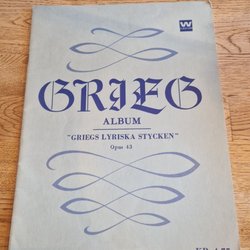 W
GRIEG
ALBUM
"GRIEGS LYRISKA STYCKEN"
Opus 43